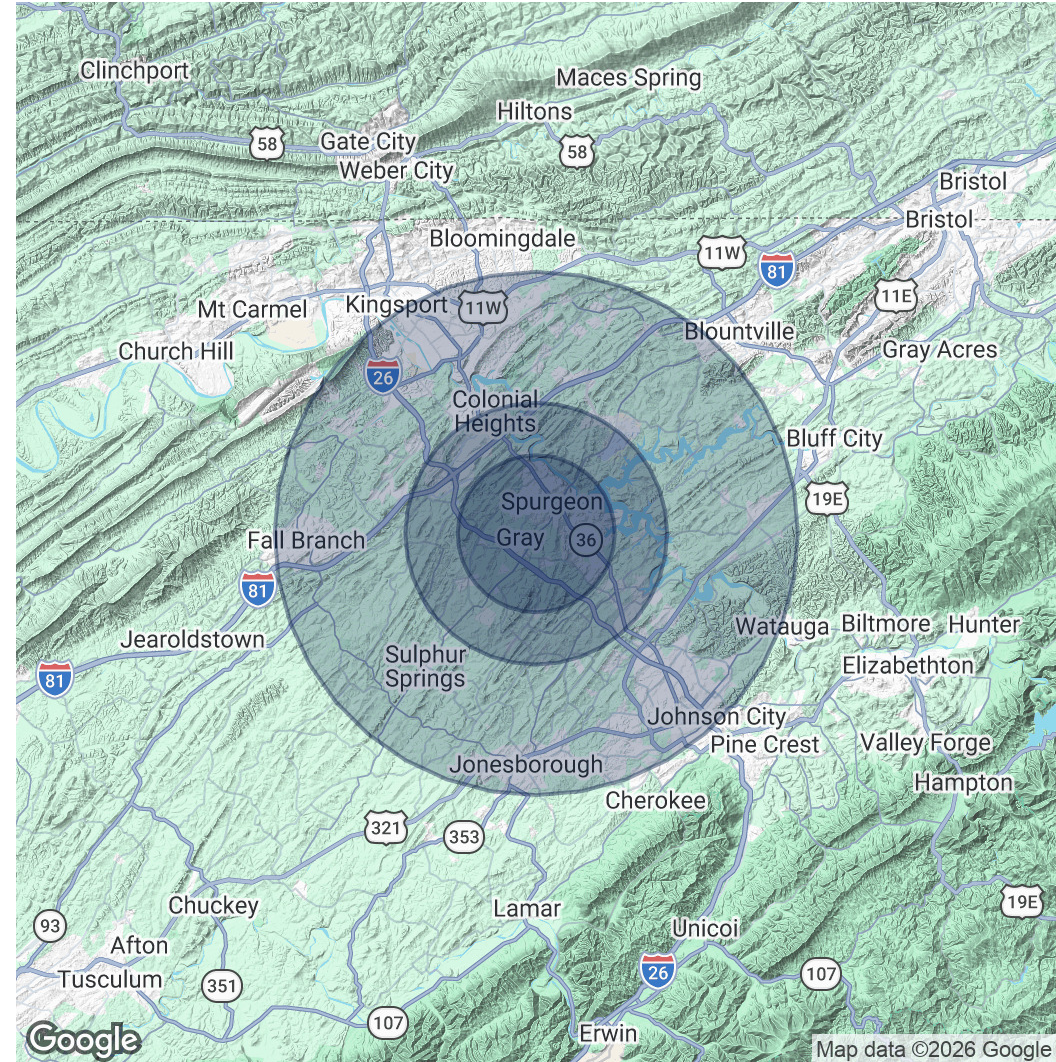 Clinchport
Maces Spring
Hiltons
58
Gate City
58
Weber City
Bristol
Bristol
Bloomingdale
11W
81
11E
Mt Carmel
Kingsport
11W
Blountville
Church Hill
Gray Acres
26
Colonial
Heights
Bluff City
19E
Spurgeon
Gray
36
Fall Branch
81
Jearoldstown
Watauga
Biltmore
Hunter
Sulphur
Springs
Elizabethton
81
Johnson City
Pine Crest
Valley Forge
Jonesborough
Hampton
Cherokee
321
353
Chuckey
Lamar
19E
93
Unicoi
Afton
Tusculum
26
107
351
107
Erwin
Google
Map data ©2026 Google